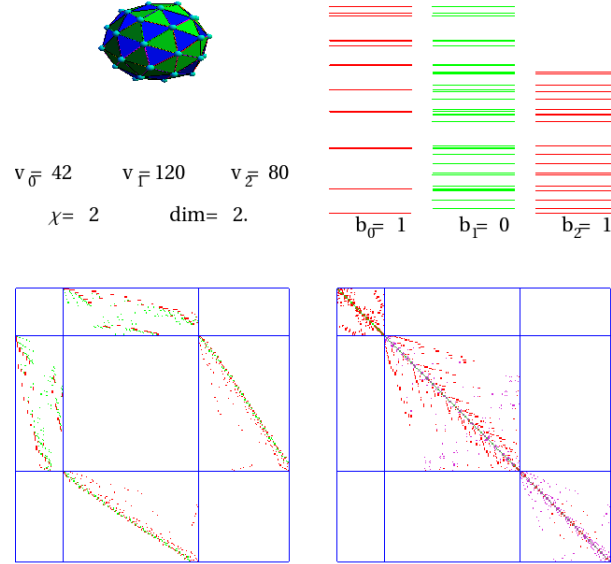 v0= 42 v1=120 v2= 80
χ= 2 dim= 2.
b0= 1 b1= 0 b2= 1